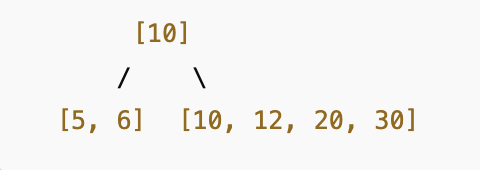 [10]
/ \
[5, 6] [10, 12, 20, 30]